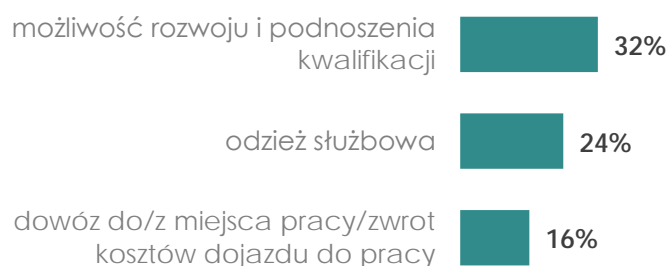 możliwość rozwoju i podnoszenia
kwalifikacji
32%
odzież służbowa
24%
dowóz do/z miejsca pracy/zwrot
kosztów dojazdu do pracy
16%